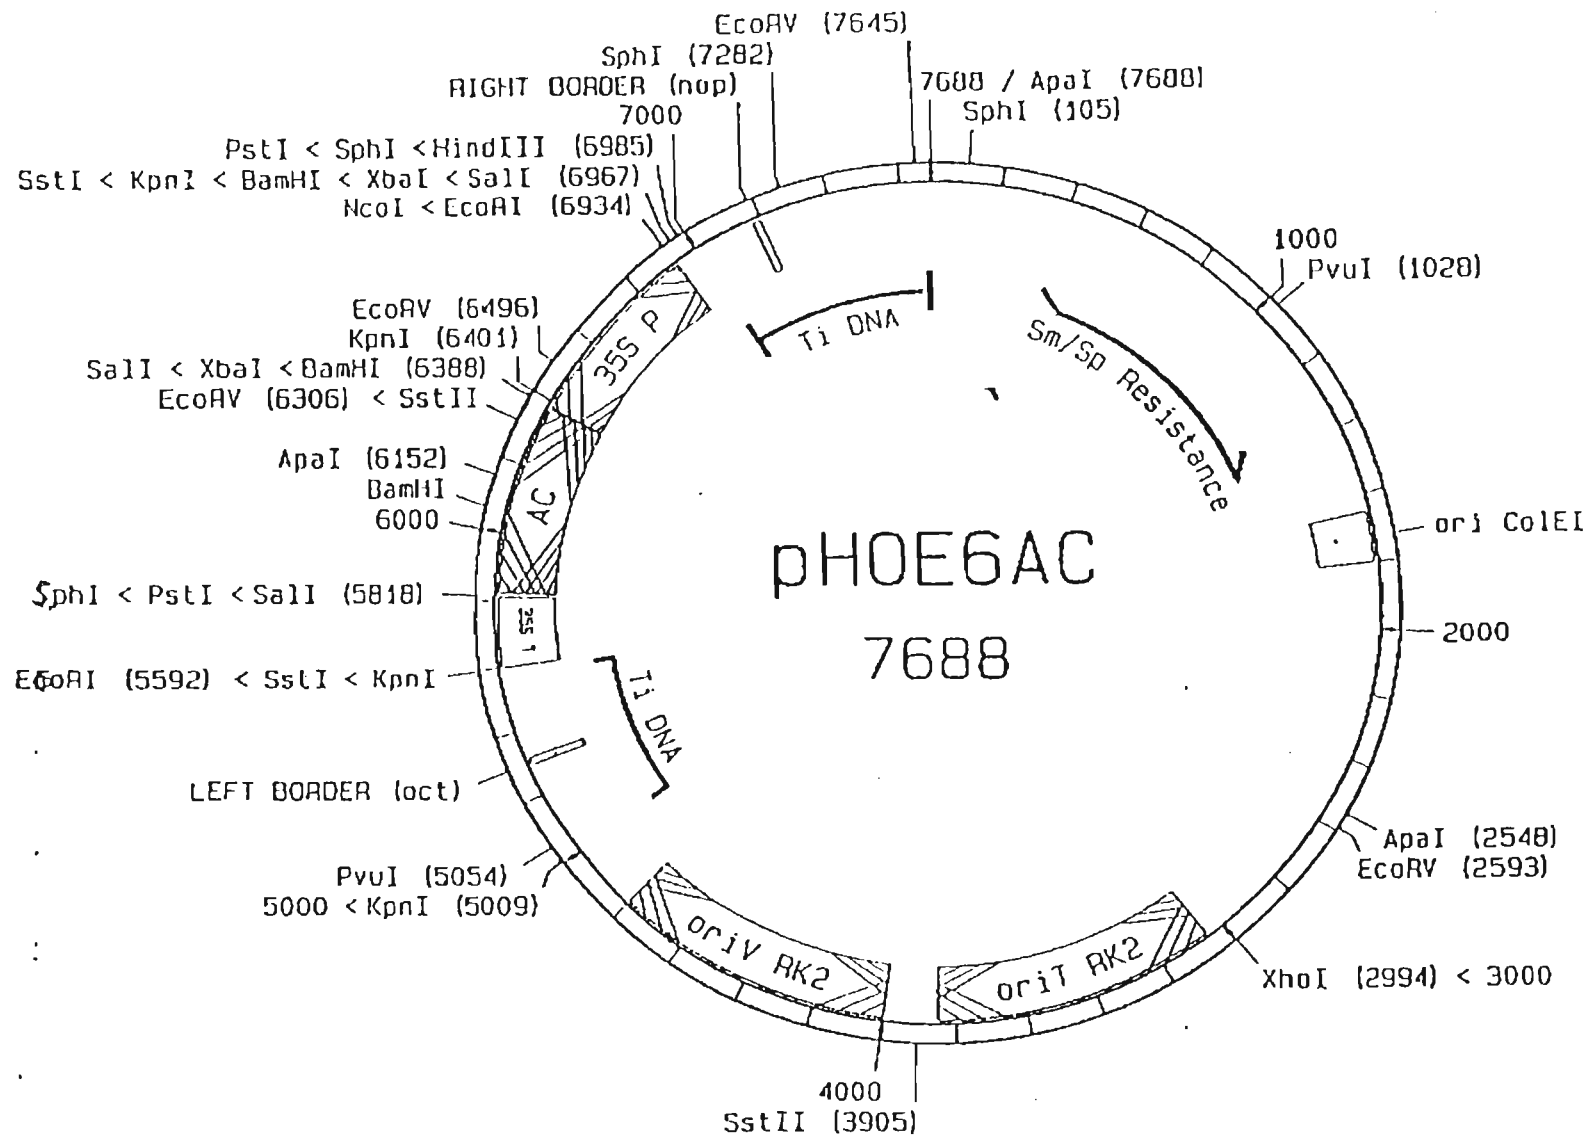 EcoRV (7645)
SphI (7282)
RIGHT BORDER (nop)
7000
7688 / ApaI (7688)
SphI (105)
PstI < SphI < HindIII (6985)
SstI < KpnI < BamHI < XbaI < SalI (6967)
NcoI < EcoRI (6934)
1000
PvuI (1028)
EcoRV (6496)
KpnI (6401)
SalI < XbaI < BamHI (6388)
EcoRV (6306) < SstII
35S P
Ti DNA
Sm/Sp Resistance
ApaI (6152)
BamHI
6000
AC
ori ColEI
pHOE6AC
7688
SphI < PstI < SalI (5818)
35S T
2000
EcoRI (5592) < SstI < KpnI
Ti DNA
LEFT BORDER (oct)
ApaI (2548)
EcoRV (2593)
PvuI (5054)
5000 < KpnI (5009)
oriV RK2
oriT RK2
XhoI (2994) < 3000
4000
SstII (3905)